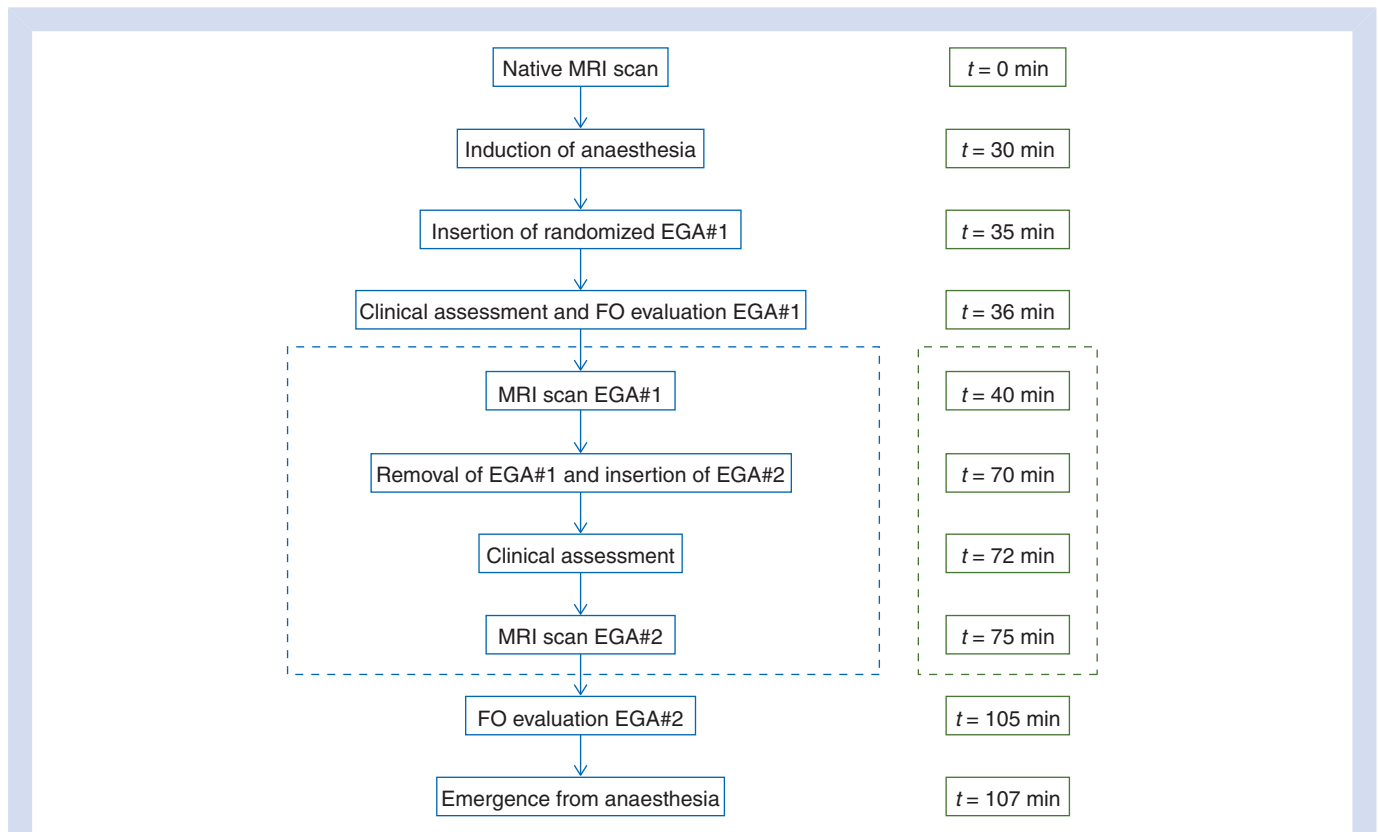 Native MRI scan
t = 0 min
Induction of anaesthesia
t = 30 min
Insertion of randomized EGA#1
t = 35 min
Clinical assessment and FO evaluation EGA#1
t = 36 min
MRI scan EGA#1
t = 40 min
Removal of EGA#1 and insertion of EGA#2
t = 70 min
Clinical assessment
t = 72 min
MRI scan EGA#2
t = 75 min
FO evaluation EGA#2
t = 105 min
Emergence from anaesthesia
t = 107 min